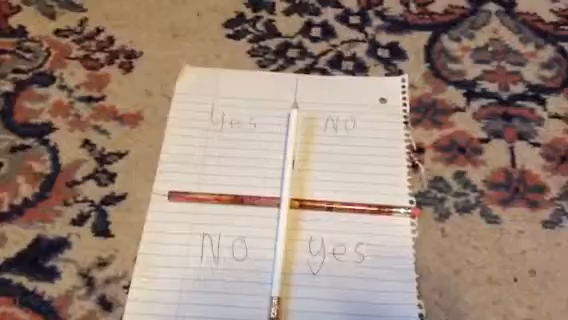 Yes NO
NO yes